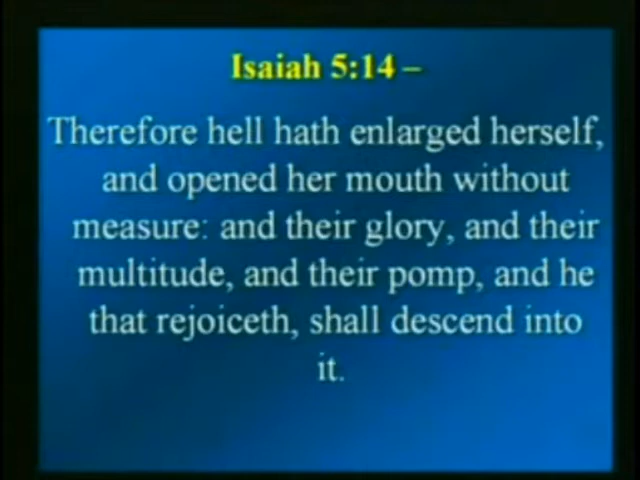 Isaiah 5:14 –
Therefore hell hath enlarged herself,
and opened her mouth without
measure: and their glory, and their
multitude, and their pomp, and he
that rejoiceth, shall descend into
it.